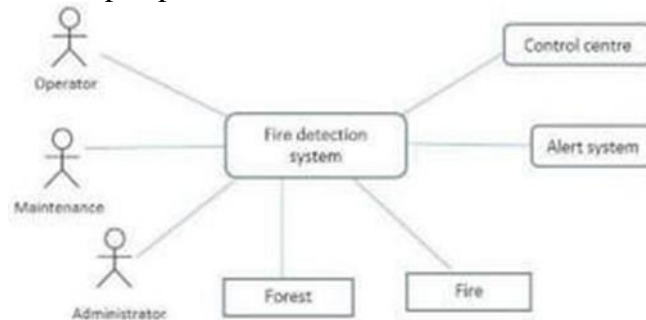 Control centre
Operator
Fire detection
system
Alert system
Maintenance
Forest
Fire
Administrator